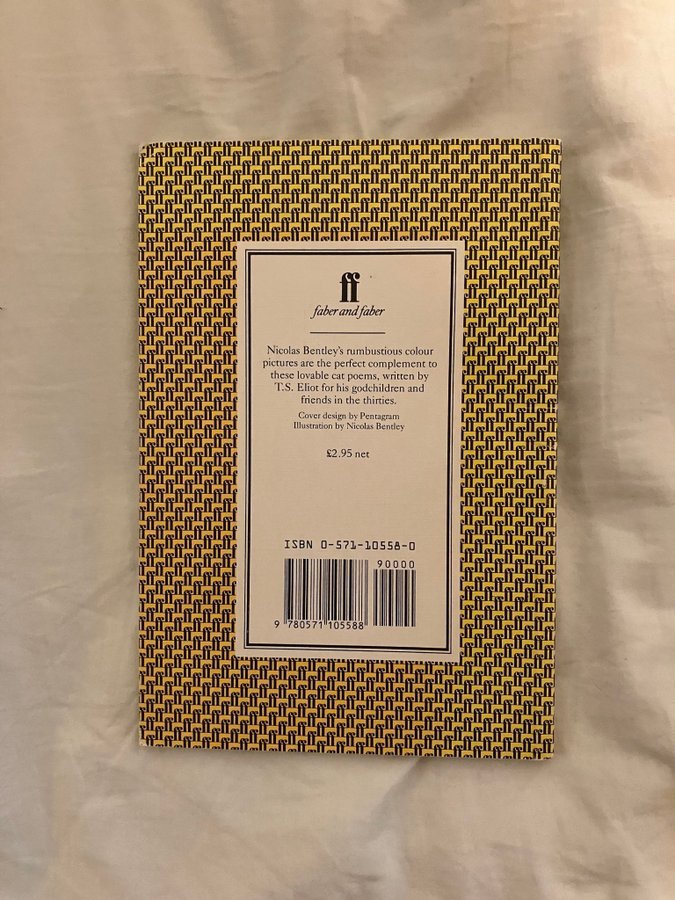 ff
faber and faber
Nicolas Bentley's rumbustious colour
pictures are the perfect complement to
these lovable cat poems, written by
T.S. Eliot for his godchildren and
friends in the thirties.
Cover design by Pentagram
Illustration by Nicolas Bentley
£2.95 net
ISBN 0-571-10558-0
90000
9 780571 105588